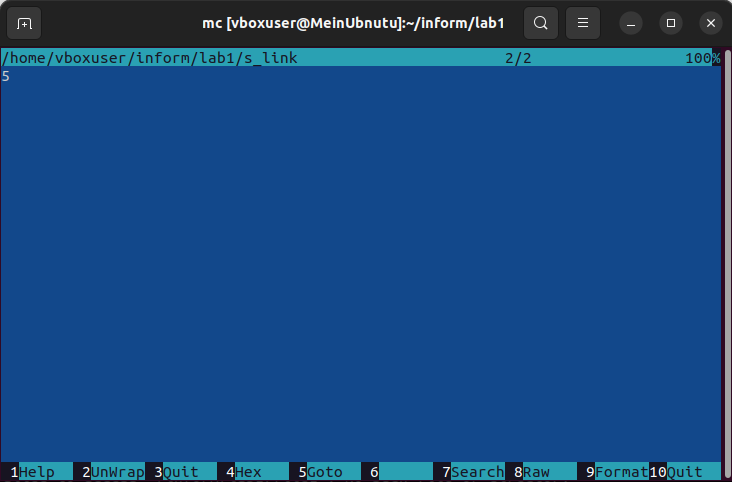 mc [vboxuser@MeinUbnutu]:~/inform/lab1
/home/vboxuser/inform/lab1/s_link 2/2 100%
5
1Help 2UnWrap 3Quit 4Hex 5Goto 6 7Search 8Raw 9Format 10Quit